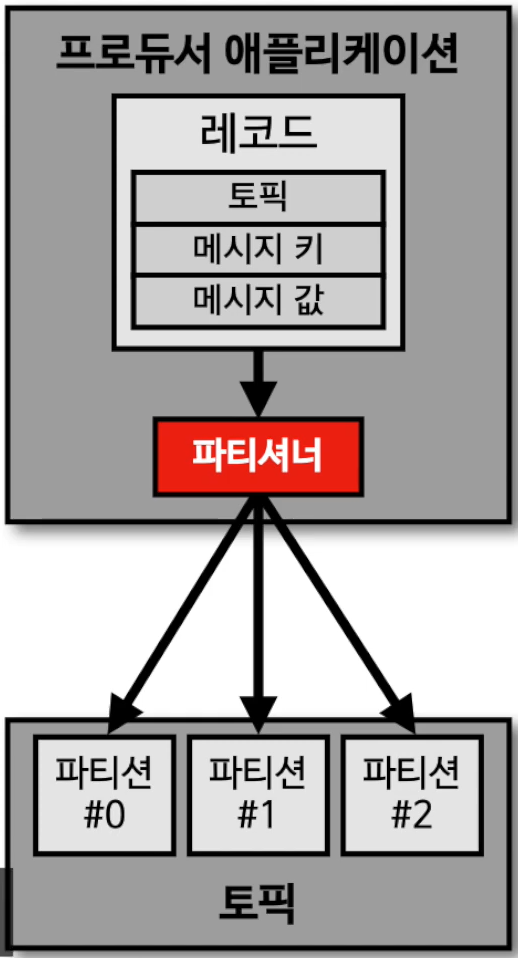 프로듀서 애플리케이션
레코드
토픽
메시지 키
메시지 값
파티셔너
파티션
#0
파티션
#1
파티션
#2
토픽